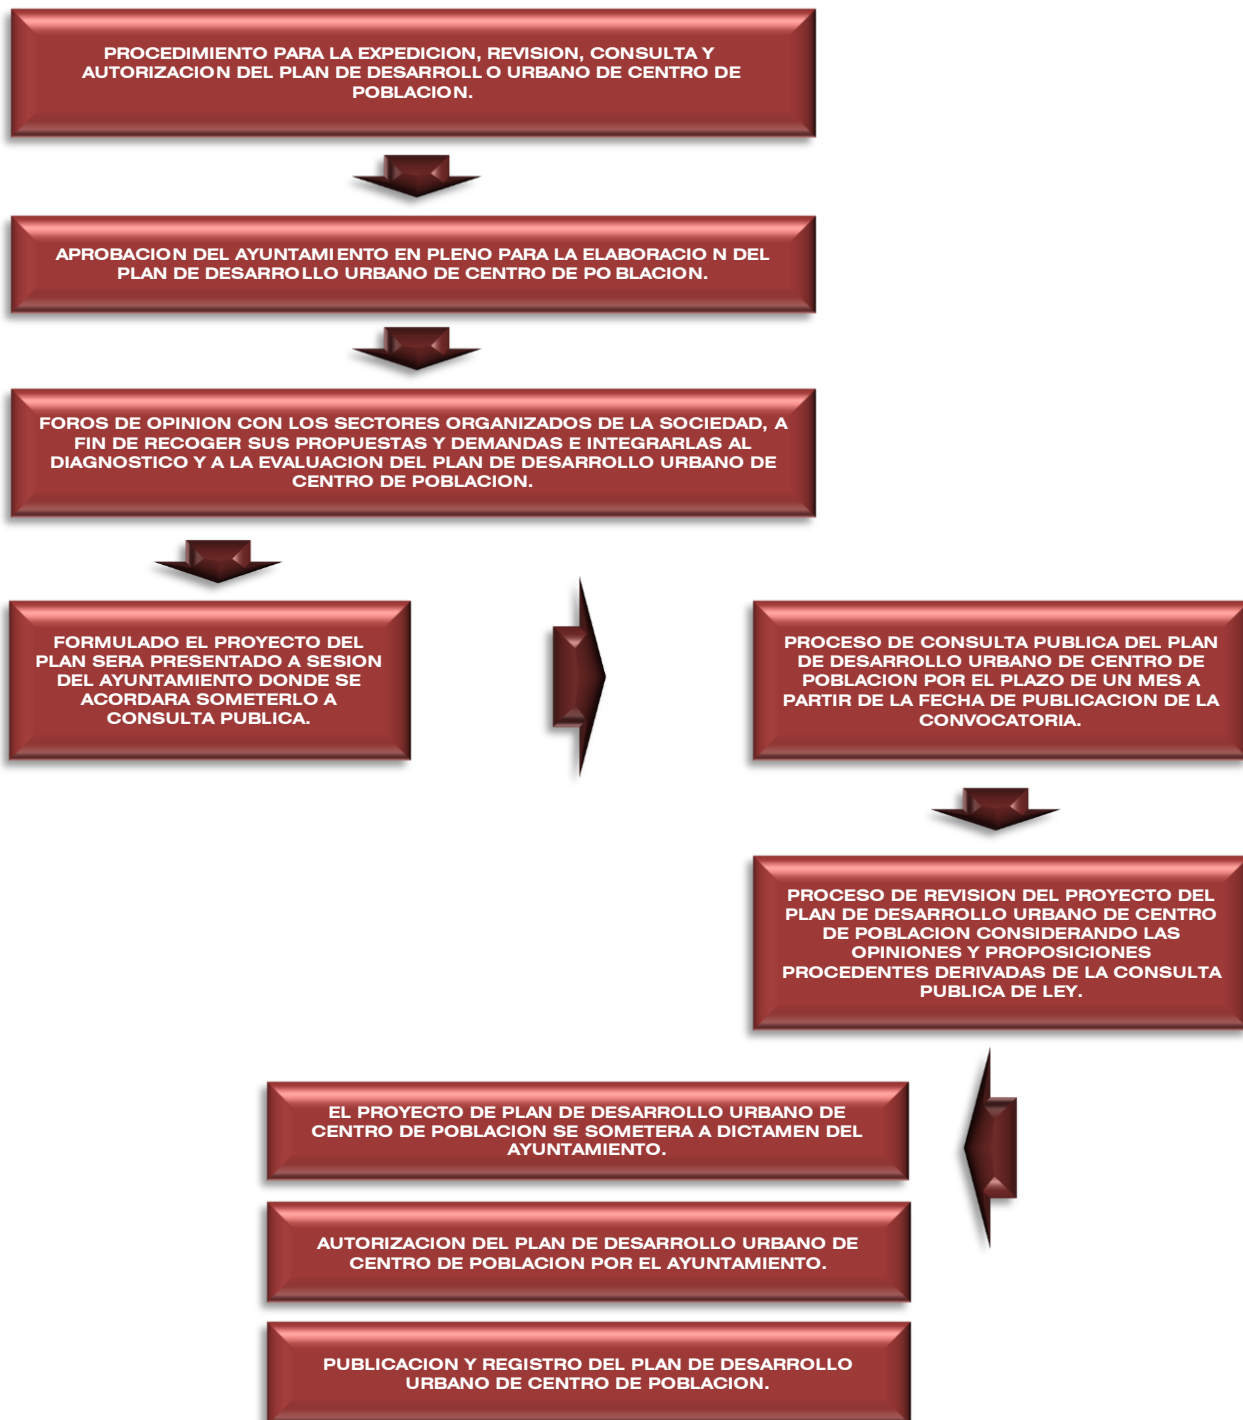 PROCEDIMIENTO PARA LA EXPEDICION, REVISION, CONSULTA Y
AUTORIZACION DEL PLAN DE DESARROLLO URBANO DE CENTRO DE
POBLACION.
APROBACION DEL AYUNTAMIENTO EN PLENO PARA LA ELABORACION DEL
PLAN DE DESARROLLO URBANO DE CENTRO DE POBLACION.
FOROS DE OPINION CON LOS SECTORES ORGANIZADOS DE LA SOCIEDAD, A
FIN DE RECOGER SUS PROPUESTAS Y DEMANDAS E INTEGRARLAS AL
DIAGNOSTICO Y A LA EVALUACION DEL PLAN DE DESARROLLO URBANO DE
CENTRO DE POBLACION.
FORMULADO EL PROYECTO DEL
PLAN SERA PRESENTADO A SESION
DEL AYUNTAMIENTO DONDE SE
ACORDARA SOMETERLO A
CONSULTA PUBLICA.
PROCESO DE CONSULTA PUBLICA DEL PLAN
DE DESARROLLO URBANO DE CENTRO DE
POBLACION POR EL PLAZO DE UN MES A
PARTIR DE LA FECHA DE PUBLICACION DE LA
CONVOCATORIA.
PROCESO DE REVISION DEL PROYECTO DEL
PLAN DE DESARROLLO URBANO DE CENTRO
DE POBLACION CONSIDERANDO LAS
OPINIONES Y PROPOSICIONES
PROCEDENTES DERIVADAS DE LA CONSULTA
PUBLICA DE LEY.
EL PROYECTO DE PLAN DE DESARROLLO URBANO DE
CENTRO DE POBLACION SE SOMETERA A DICTAMEN DEL
AYUNTAMIENTO.
AUTORIZACION DEL PLAN DE DESARROLLO URBANO DE
CENTRO DE POBLACION POR EL AYUNTAMIENTO.
PUBLICACION Y REGISTRO DEL PLAN DE DESARROLLO
URBANO DE CENTRO DE POBLACION.